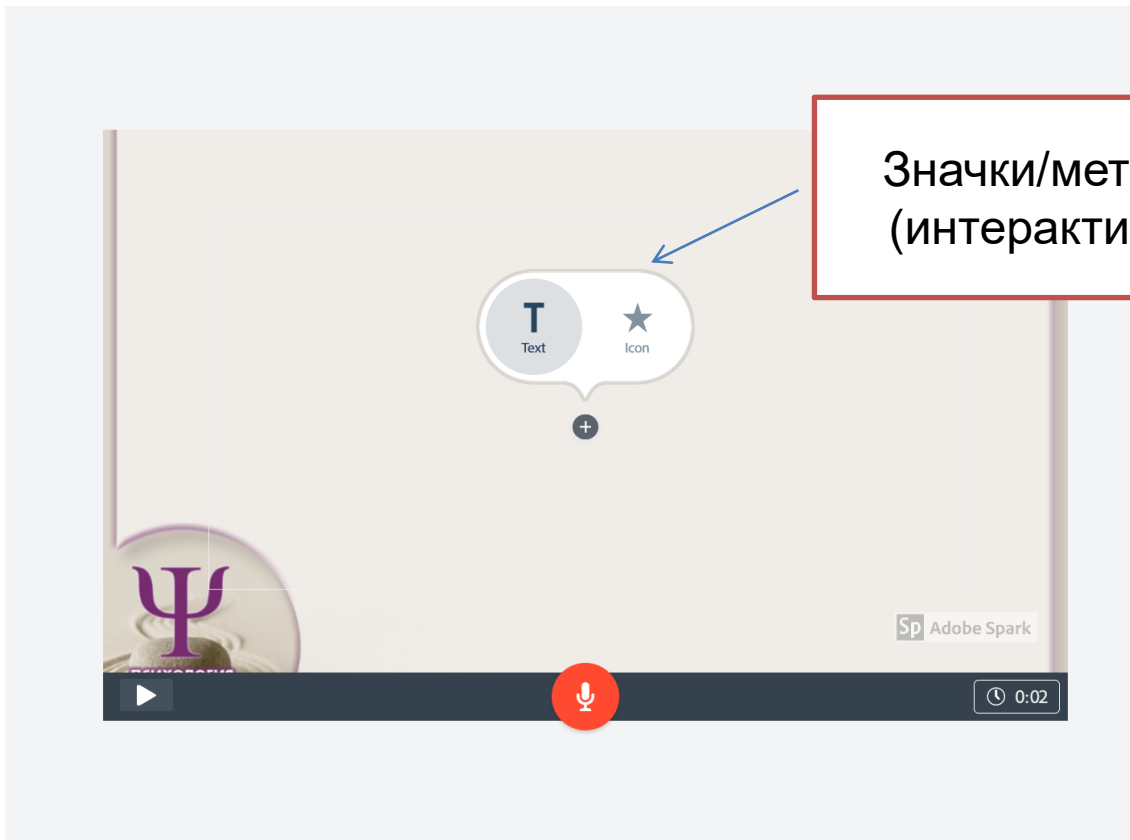 Значки/мет
(интеракти
T
Text
Icon
Ψ
Sp Adobe Spark
0:02